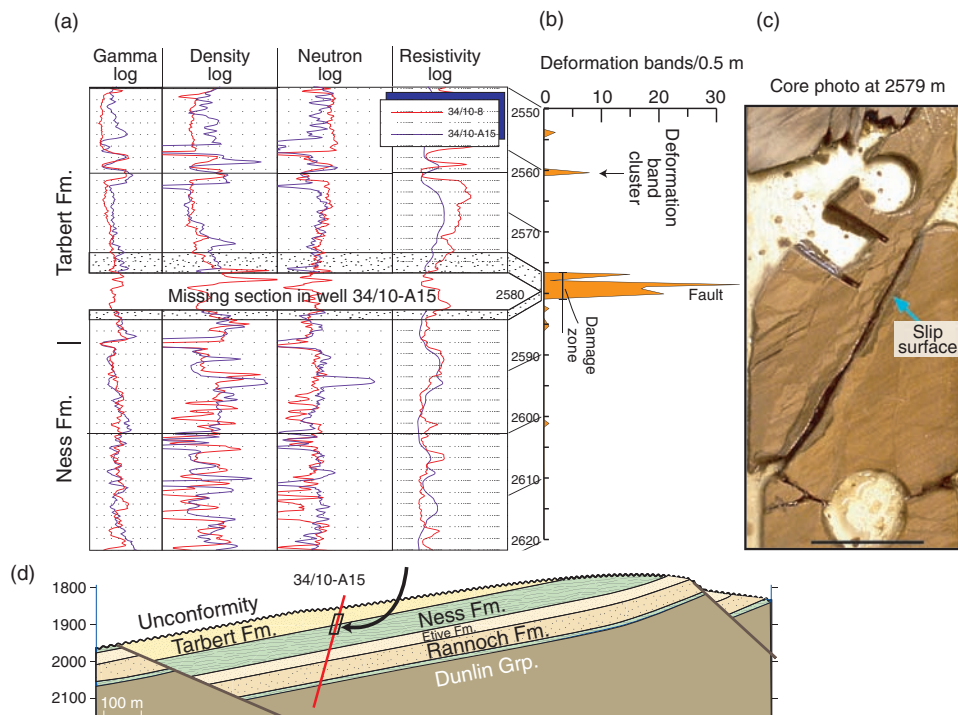 (a)
Gamma log
Density log
Neutron log
Resistivity log
34/10-8
34/10-A15
Tarbert Fm.
Ness Fm.
Missing section in well 34/10-A15
(b)
Deformation bands/0.5 m
0 10 20 30
2550
2560
2570
2580
2590
2600
2610
2620
Deformation
band
cluster
Fault
Damage
zone
(c)
Core photo at 2579 m
Slip
surface
(d)
1800
1900
2000
2100
34/10-A15
Unconformity
Tarbert Fm.
Ness Fm.
Etive Fm.
Rannoch Fm.
Dunlin Grp.
100 m